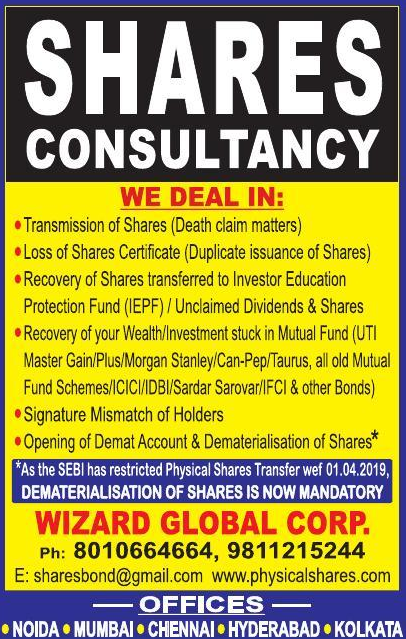 SHARES
CONSULTANCY
WE DEAL IN:
• Transmission of Shares (Death claim matters)
• Loss of Shares Certificate (Duplicate issuance of Shares)
• Recovery of Shares transferred to Investor Education
Protection Fund (IEPF) / Unclaimed Dividends & Shares
• Recovery of your Wealth/Investment stuck in Mutual Fund (UTI
Master Gain/Plus/Morgan Stanley/Can-Pep/Taurus, all old Mutual
Fund Schemes/ICICI/IDBI/Sardar Sarovar/IFCI & other Bonds)
• Signature Mismatch of Holders
• Opening of Demat Account & Dematerialisation of Shares*
*As the SEBI has restricted Physical Shares Transfer wef 01.04.2019,
DEMATERIALISATION OF SHARES IS NOW MANDATORY
WIZARD GLOBAL CORP.
Ph: 8010664664, 9811215244
E: sharesbond@gmail.com www.physicalshares.com
— OFFICES —
• NOIDA • MUMBAI • CHENNAI • HYDERABAD • KOLKATA